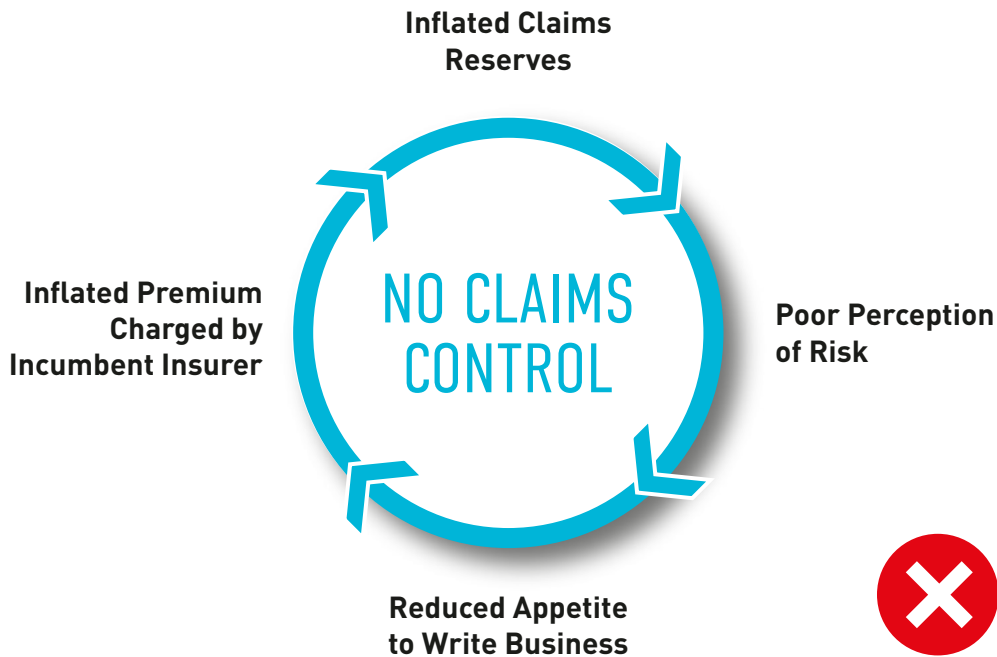 Inflated Claims
Reserves
NO CLAIMS
CONTROL
Inflated Premium
Charged by
Incumbent Insurer
Poor Perception
of Risk
Reduced Appetite
to Write Business